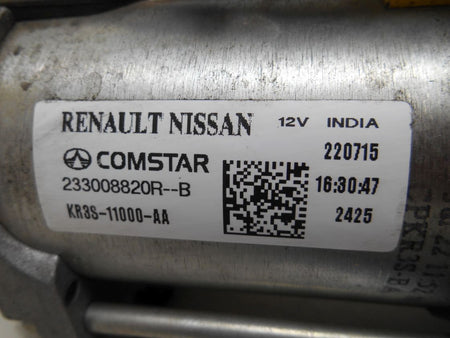 RENAULT NISSAN 12V INDIA
COMSTAR 220715
233008820R--B 16:30:47
KR3S-11000-AA 2425